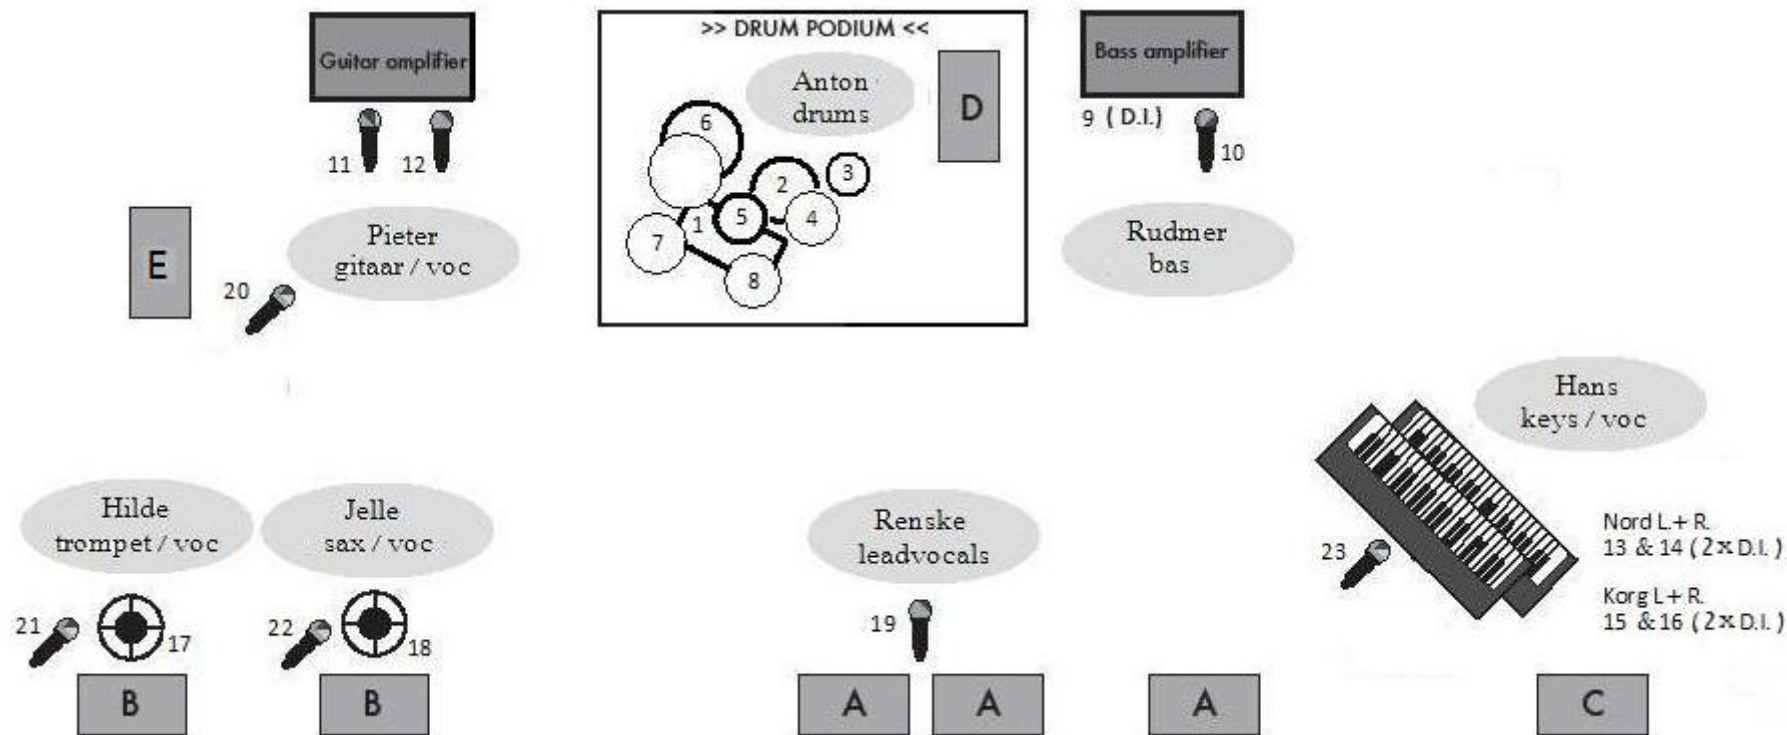 >> DRUM PODIUM <<
Guitar amplifier
Anton
drums
D
Bass amplifier
9 ( D.I.)
10
11
12
6
2
3
5
4
1
7
8
E
Pieter
gitaar / voc
20
Rudmer
bas
Hans
keys / voc
Hilde
trompet / voc
Jelle
sax / voc
Renske
leadvocals
Nord L.+ R.
13 & 14 ( 2x D.I. )
23
Korg L+ R.
15 & 16 ( 2x D.I. )
21
17
22
18
19
B
B
A
A
A
C